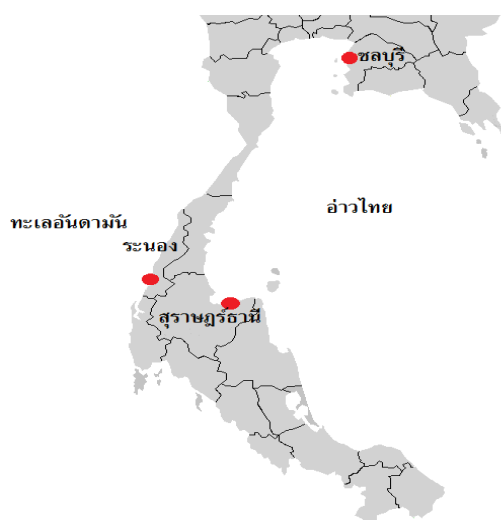 ชลบุรี
อ่าวไทย
ทะเลอันดามัน
ระนอง
สุราษฎร์ธานี